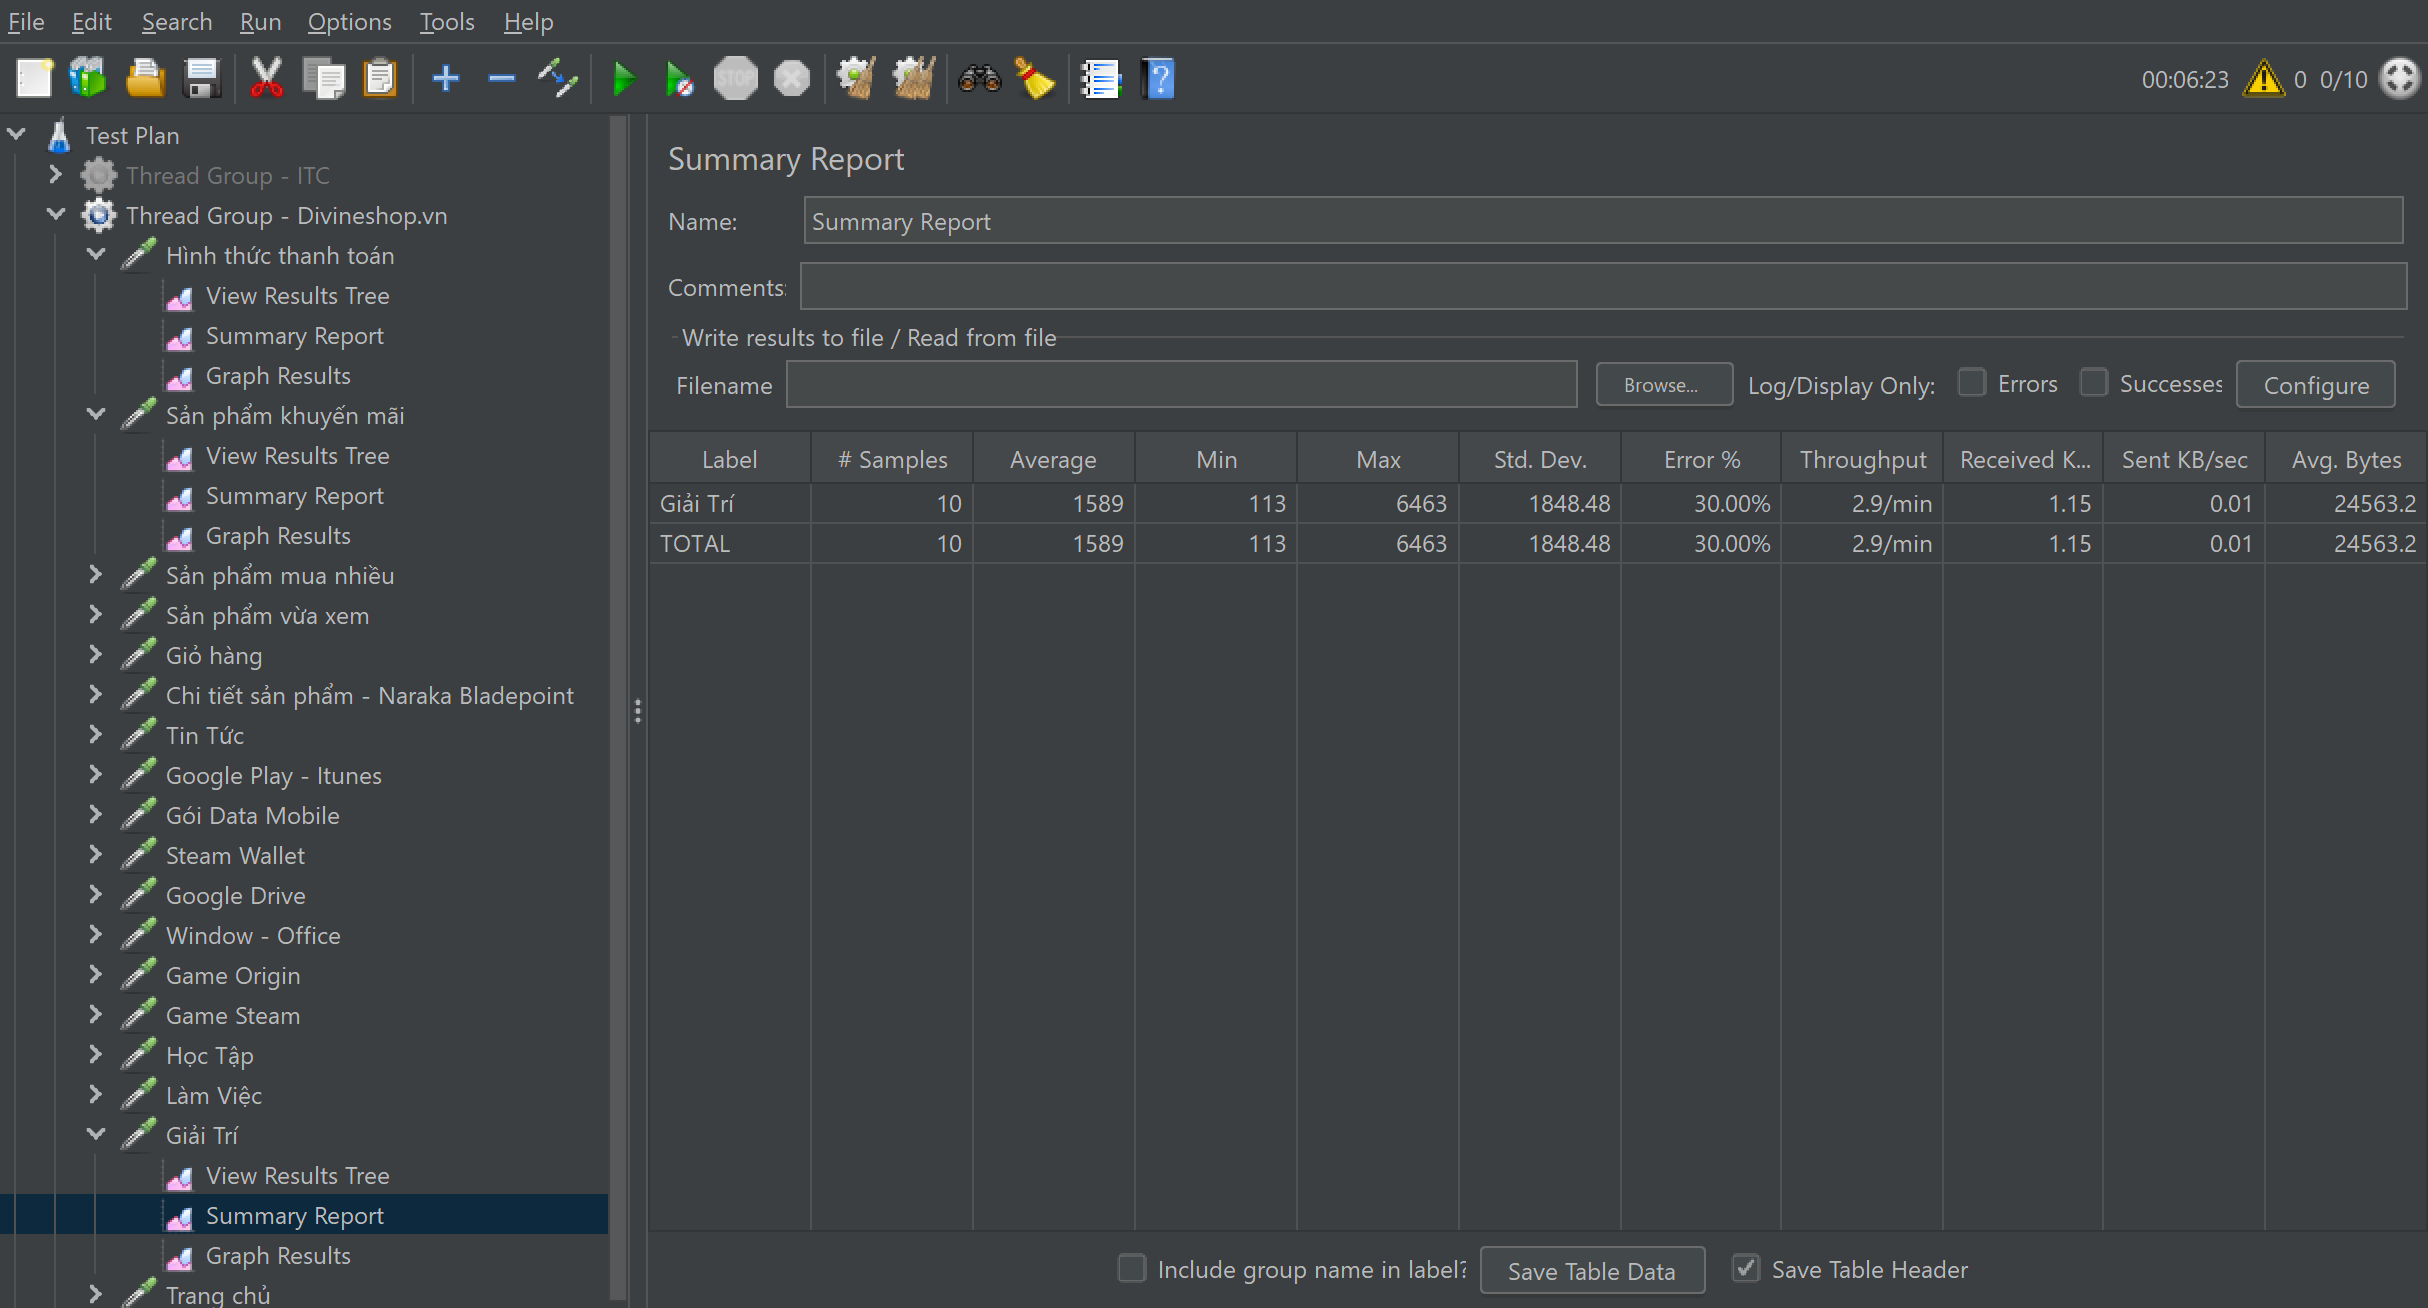 File Edit Search Run Options Tools Help
STOP
00:06:23 0 0/10
Test Plan
Thread Group - ITC
Thread Group - Divineshop.vn
Hình thức thanh toán
View Results Tree
Summary Report
Graph Results
Sản phẩm khuyến mãi
View Results Tree
Summary Report
Graph Results
Sản phẩm mua nhiều
Sản phẩm vừa xem
Giỏ hàng
Chi tiết sản phẩm - Naraka Bladepoint
Tin Tức
Google Play - Itunes
Gói Data Mobile
Steam Wallet
Google Drive
Window - Office
Game Origin
Game Steam
Học Tập
Làm Việc
Giải Trí
View Results Tree
Summary Report
Graph Results
Trang chủ
Summary Report
Name: Summary Report
Comments:
Write results to file / Read from file
Filename Browse... Log/Display Only: Errors Successes Configure
Label # Samples Average Min Max Std. Dev. Error % Throughput Received K... Sent KB/sec Avg. Bytes
Giải Trí 10 1589 113 6463 1848.48 30.00% 2.9/min 1.15 0.01 24563.2
TOTAL 10 1589 113 6463 1848.48 30.00% 2.9/min 1.15 0.01 24563.2
Include group name in label? Save Table Data Save Table Header